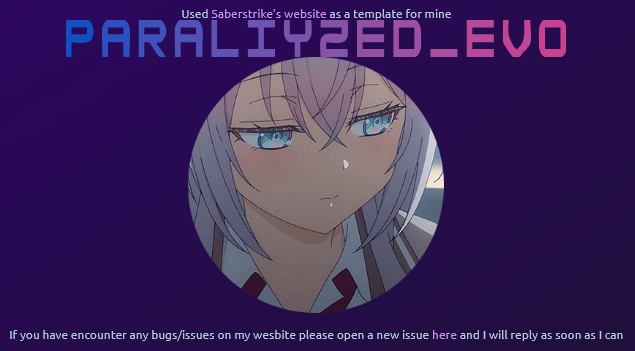 Used Saberstrike's website as a template for mine
PARALIYZED_EVO
If you have encounter any bugs/issues on my wesbite please open a new issue here and I will reply as soon as I can